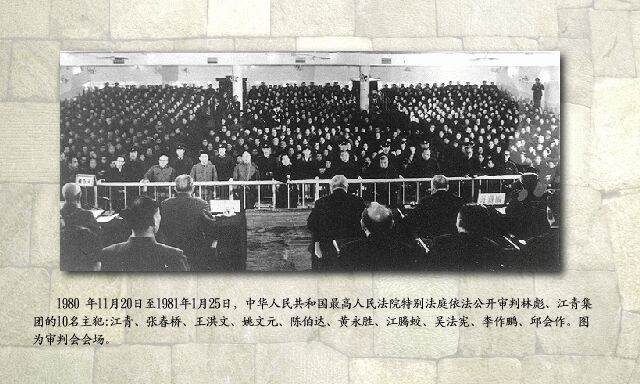 1980 年11月20日至1981年1月25日，中华人民共和国最高人民法院特别法庭依法公开审判林彪、江青集
团的10名主犯:江青、张春桥、王洪文、姚文元、陈伯达、黄永胜、江腾蛟、吴法宪、李作鹏、邱会作。图
为审判会会场。